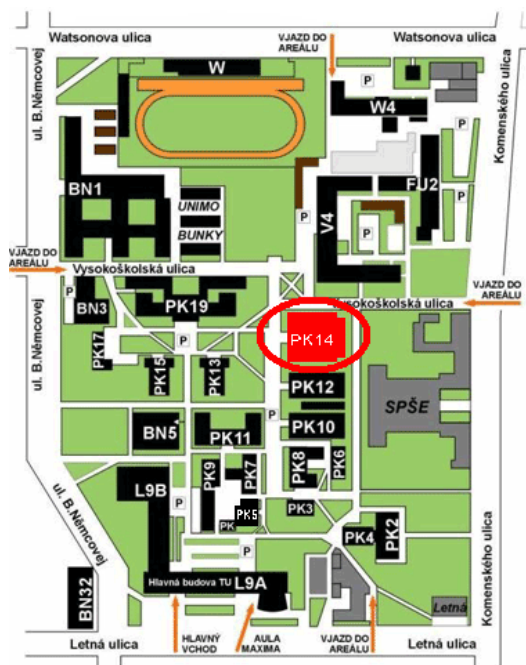 Watsonova ulica
VJAZD DO
AREÁLU
Watsonova ulica
ul. B.Němcovej
Komenského ulica
W
P
W4
P
P
BN1
UNIMO
BUNKY
P
V4
P
P
FU2
P
VJAZD DO
AREÁLU
Vysokoškolská ulica
Vysokoškolská ulica
VJAZD DO
AREÁLU
P
BN3
PK19
PK14
PK17
P
PK15
PK13
PK12
SPŠE
ul. B.Němcovej
BN5
PK11
PK10
PK9
PK7
PK8
PK6
ul. B.Němcovej
L9B
P
PK5
PK
PK3
PK4
PK2
P
Komenského ulica
Hlavná budova TU
L9A
BN32
Letná
Letná ulica
HLAVNÝ
VCHOD
AULA
MAXIMA
VJAZD DO
AREÁLU
Letná ulica